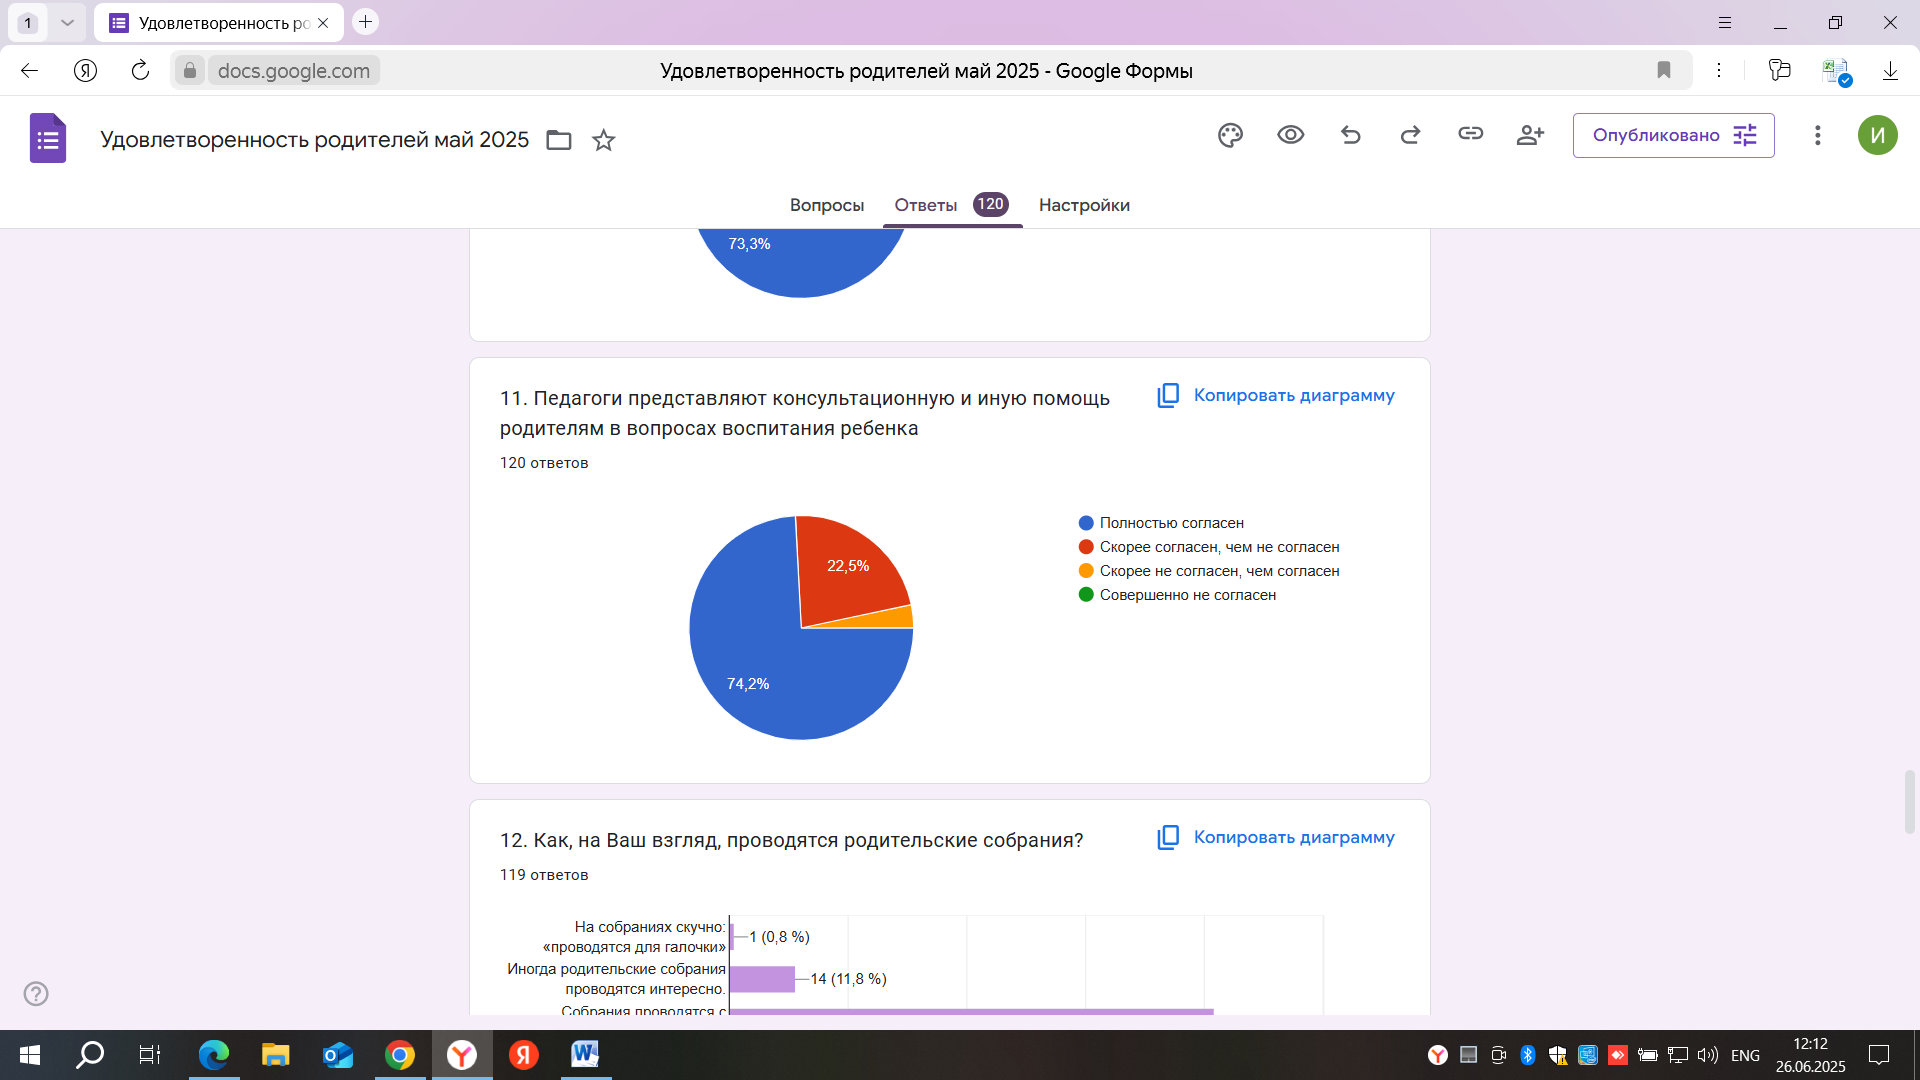 1
Удовлетворенность ро
docs.google.com
Удовлетворенность родителей май 2025 - Google Формы
Удовлетворенность родителей май 2025
Опубликовано
И
Вопросы
Ответы 120
Настройки
73,3%
11. Педагоги представляют консультационную и иную помощь
родителям в вопросах воспитания ребенка
Копировать диаграмму
120 ответов
22,5%
74,2%
Полностью согласен
Скорее согласен, чем не согласен
Скорее не согласен, чем согласен
Совершенно не согласен
12. Как, на Ваш взгляд, проводятся родительские собрания?
Копировать диаграмму
119 ответов
На собраниях скучно:
«проводятся для галочки»
1 (0,8 %)
Иногда родительские собрания
проводятся интересно.
14 (11,8 %)
Собрания проводятся с
ENG
12:12
26.06.2025